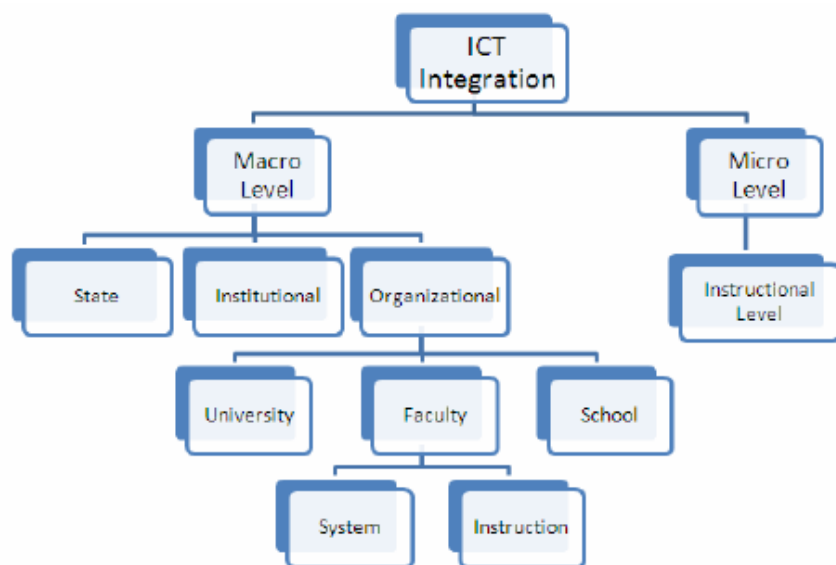 ICT
Integration
Macro
Level
Micro
Level
State
Institutional
Organizational
Instructional
Level
University
Faculty
School
System
Instruction